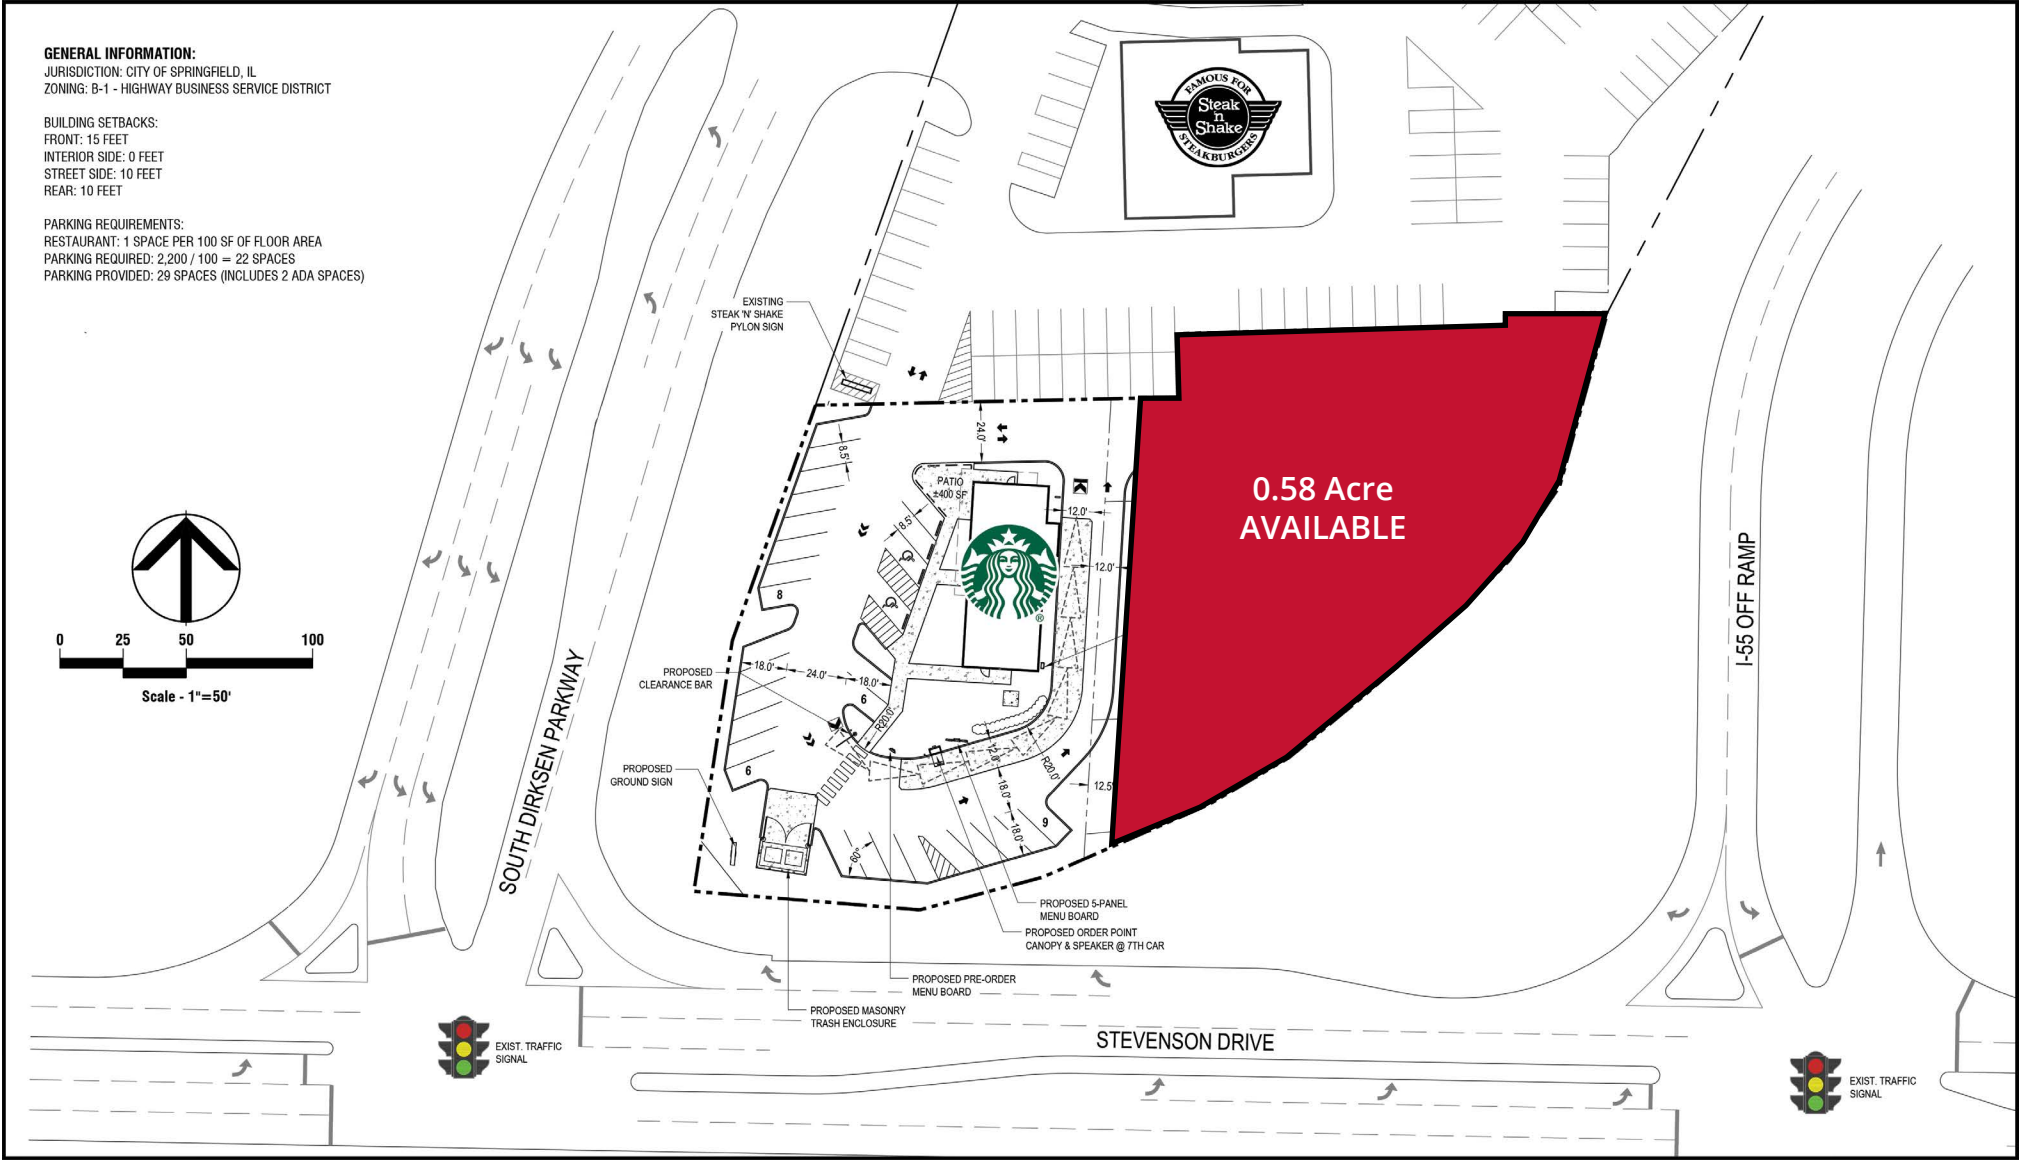 GENERAL INFORMATION:
JURISDICTION: CITY OF SPRINGFIELD, IL
ZONING: B-1 - HIGHWAY BUSINESS SERVICE DISTRICT
BUILDING SETBACKS:
FRONT: 15 FEET
INTERIOR SIDE: 0 FEET
STREET SIDE: 10 FEET
REAR: 10 FEET
PARKING REQUIREMENTS:
RESTAURANT: 1 SPACE PER 100 SF OF FLOOR AREA
PARKING REQUIRED: 2,200 / 100 = 22 SPACES
PARKING PROVIDED: 29 SPACES (INCLUDES 2 ADA SPACES)
FAMOUS FOR
Steak
'n
Shake
STEAKBURGERS
EXISTING
STEAK 'N' SHAKE
PYLON SIGN
24.0'
8.5'
PATIO
±400 SF
8.5'
12.0'
12.0'
®
0.58 Acre
AVAILABLE
I-55 OFF RAMP
0 25 50 100
Scale - 1"=50'
SOUTH DIRKSEN PARKWAY
8
PROPOSED
CLEARANCE BAR
18.0'
24.0'
18.0'
6
R20.0'
6
PROPOSED
GROUND SIGN
R20.0'
18.0'
18.0'
12.5'
9
60°
PROPOSED 5-PANEL
MENU BOARD
PROPOSED ORDER POINT
CANOPY & SPEAKER @ 7TH CAR
PROPOSED PRE-ORDER
MENU BOARD
PROPOSED MASONRY
TRASH ENCLOSURE
STEVENSON DRIVE
EXIST. TRAFFIC
SIGNAL
EXIST. TRAFFIC
SIGNAL